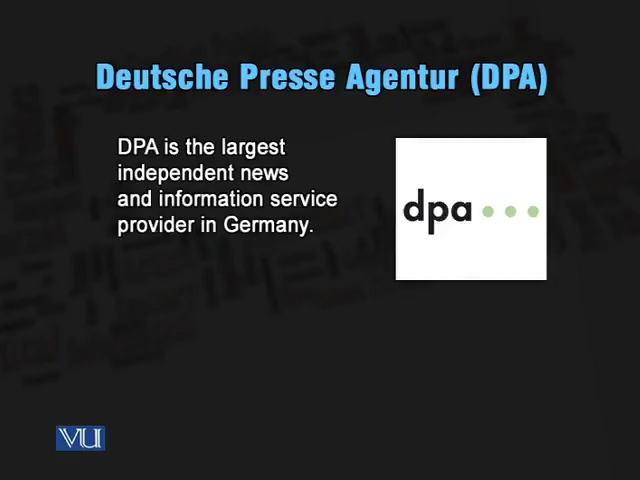 Deutsche Presse Agentur (DPA)
DPA is the largest
independent news
and information service
provider in Germany.
dpa
VU